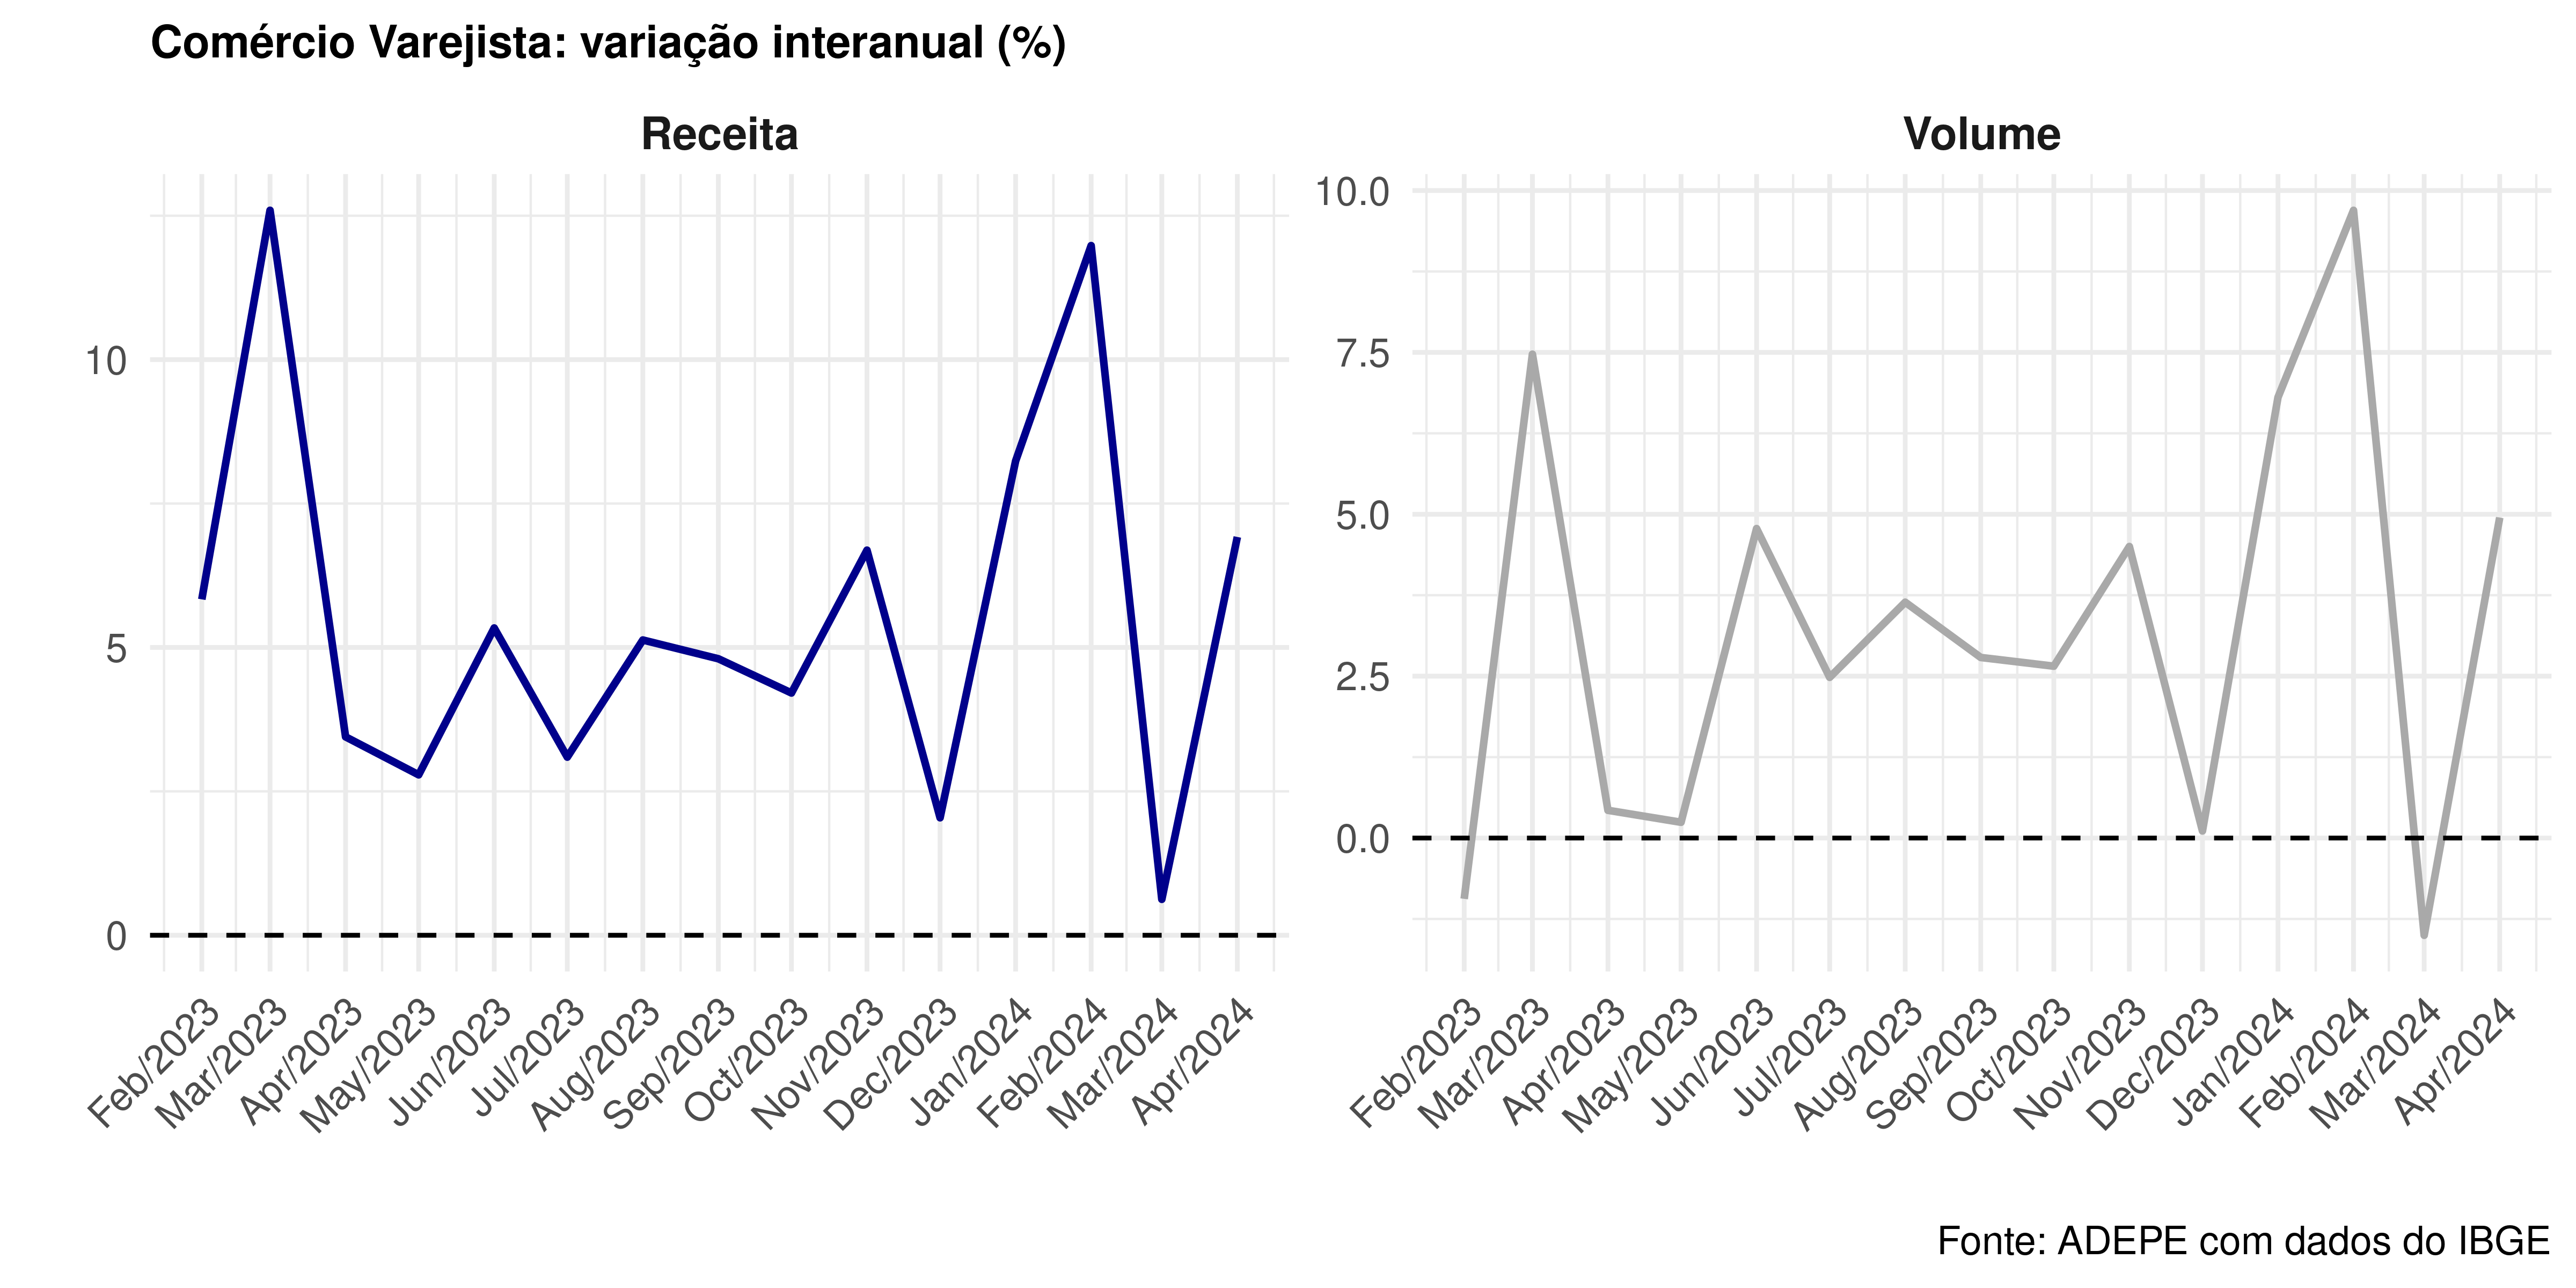 Comércio Varejista: variação interanual (%)
Receita
10
5
0
Feb/2023
Mar/2023
Apr/2023
May/2023
Jun/2023
Jul/2023
Aug/2023
Sep/2023
Oct/2023
Nov/2023
Dec/2023
Jan/2024
Feb/2024
Mar/2024
Apr/2024
Volume
10.0
7.5
5.0
2.5
0.0
Feb/2023
Mar/2023
Apr/2023
May/2023
Jun/2023
Jul/2023
Aug/2023
Sep/2023
Oct/2023
Nov/2023
Dec/2023
Jan/2024
Feb/2024
Mar/2024
Apr/2024
Fonte: ADEPE com dados do IBGE